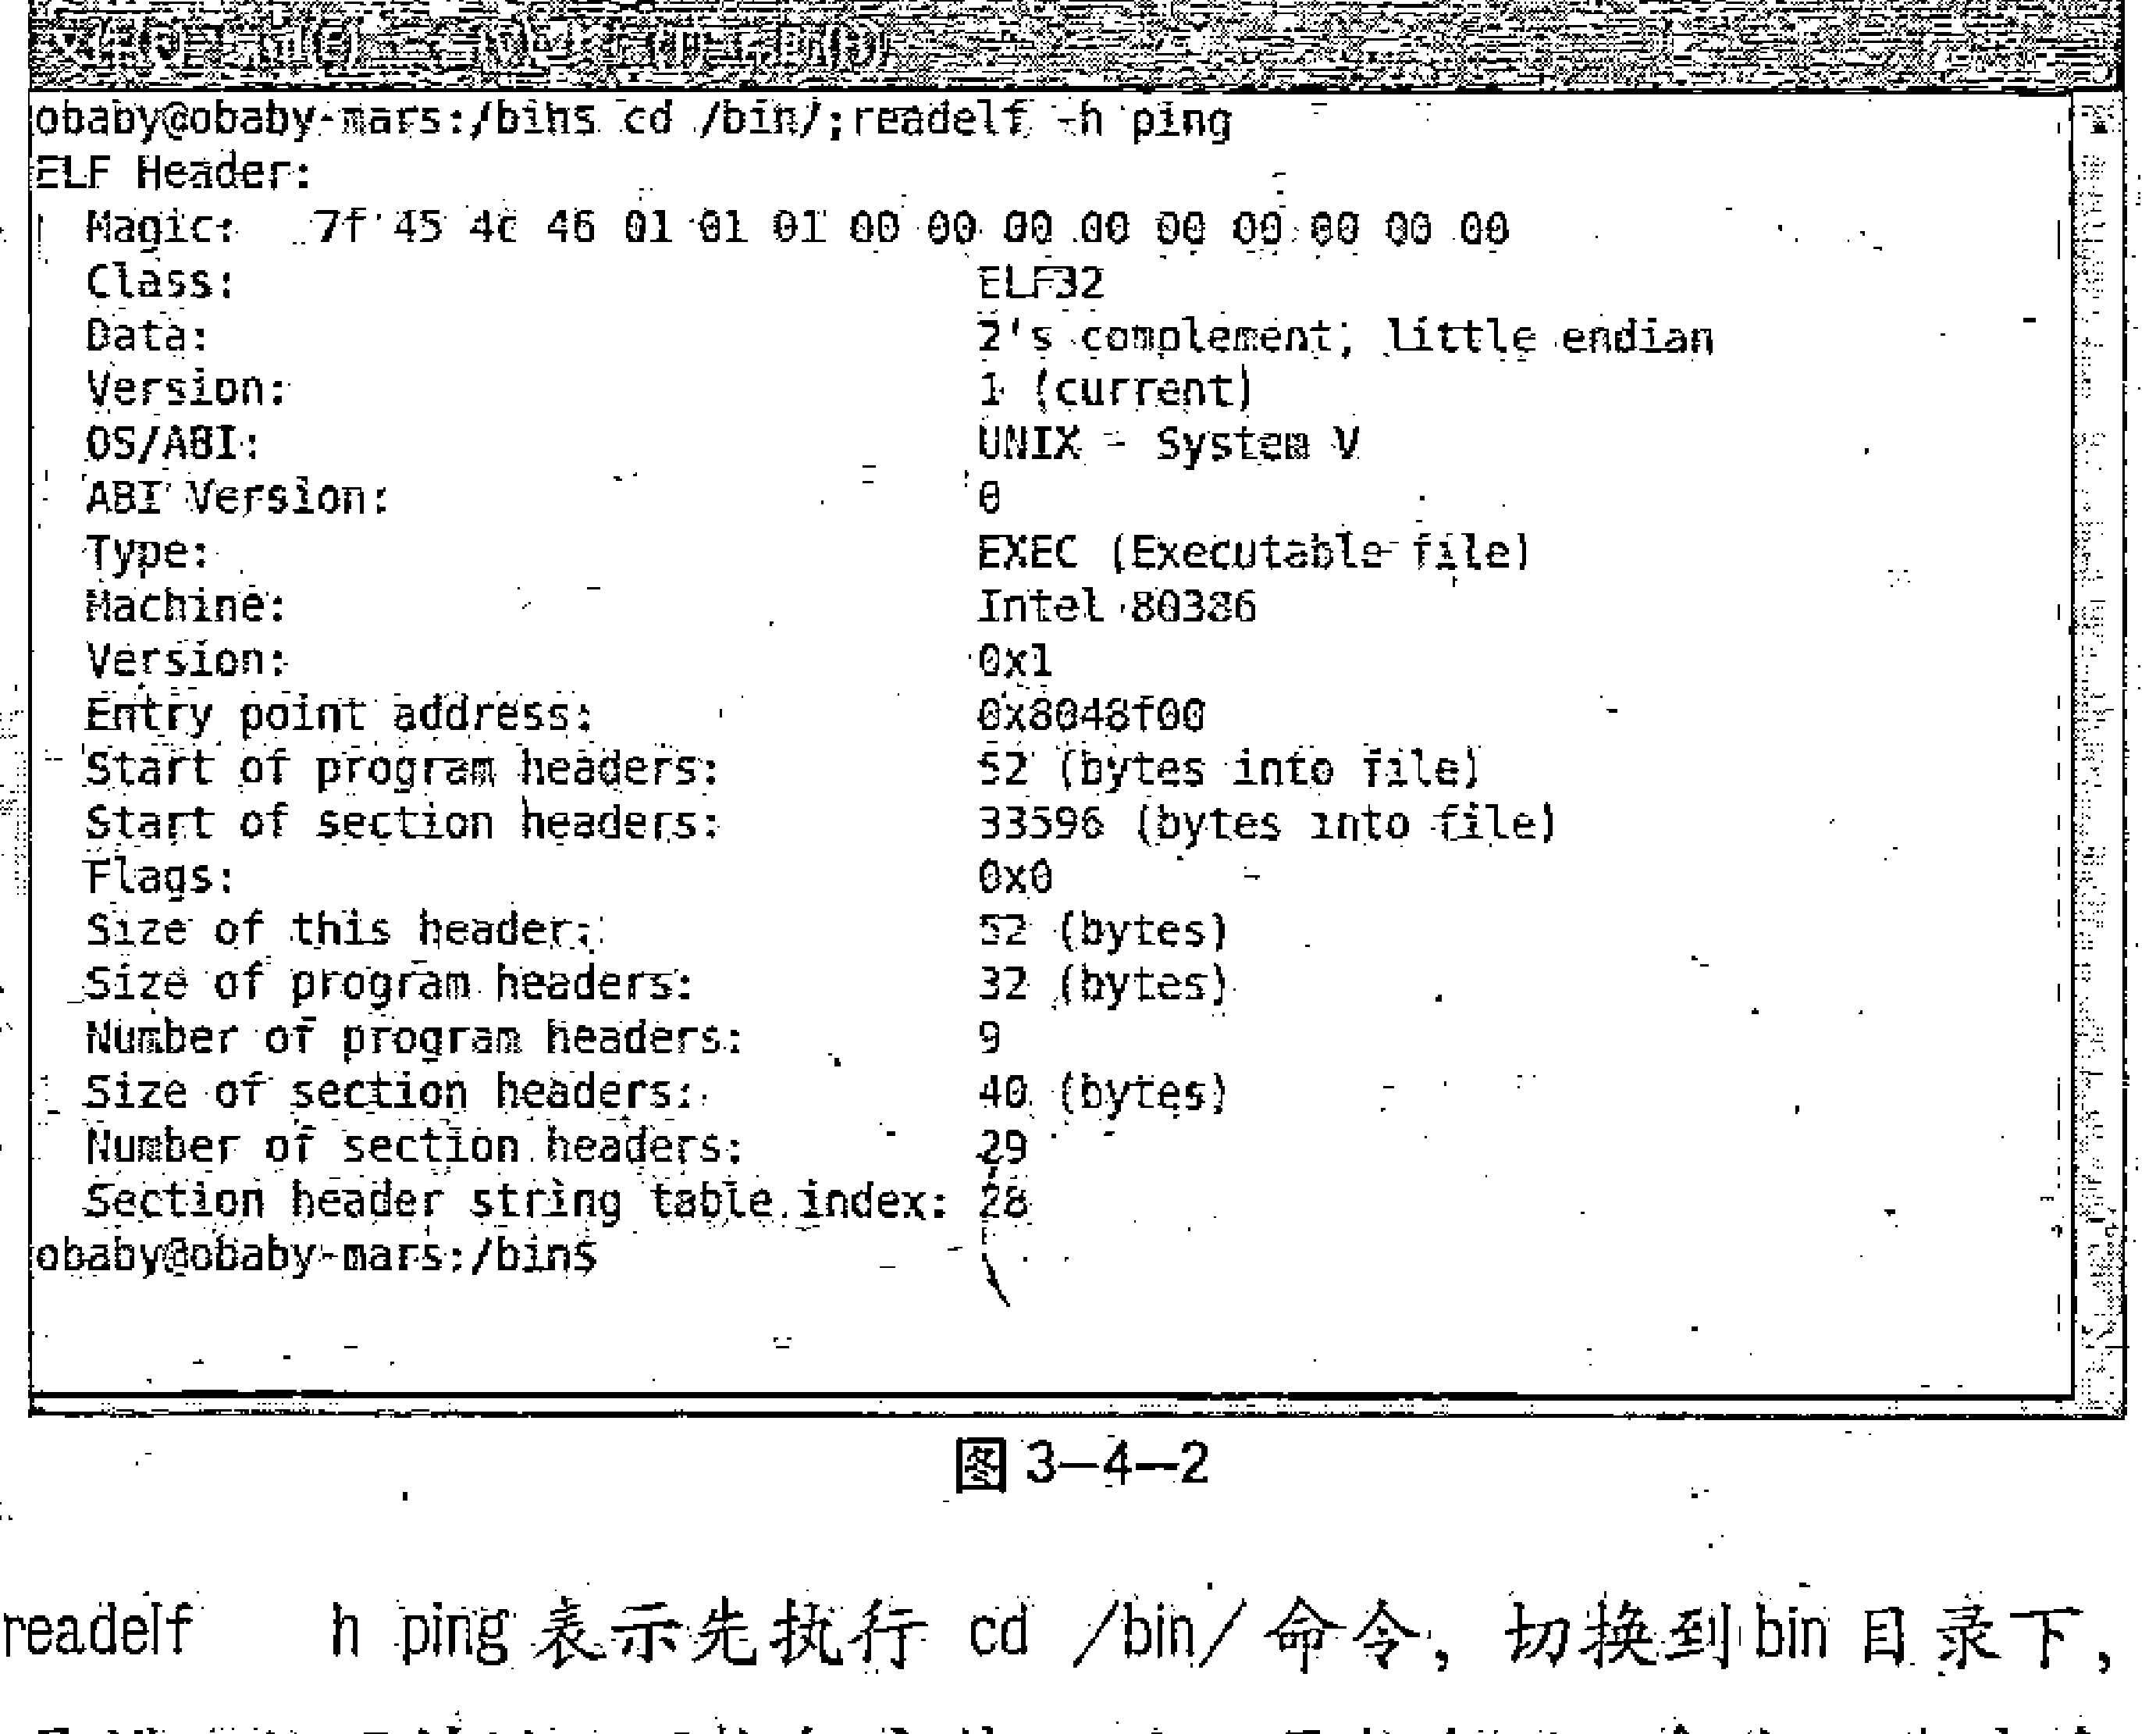 obaby@obaby-mars:/bin$ cd /bin/;readelf -h ping
ELF Header:
Magic: 7f 45 4c 46 01 01 01 00 00 00 00 00 00 00 00 00
Class: ELF32
Data: 2's complement, little endian
Version: 1 (current)
OS/ABI: UNIX - System V
ABI Version: 0
Type: EXEC (Executable file)
Machine: Intel 80386
Version: 0x1
Entry point address: 0x8048f00
Start of program headers: 52 (bytes into file)
Start of section headers: 33596 (bytes into file)
Flags: 0x0
Size of this header: 52 (bytes)
Size of program headers: 32 (bytes)
Number of program headers: 9
Size of section headers: 40 (bytes)
Number of section headers: 29
Section header string table index: 28
obaby@obaby-mars:/bin$
图3—4—2
readelf h ping表示先执行 cd /bin/命令，切换到bin目录下，